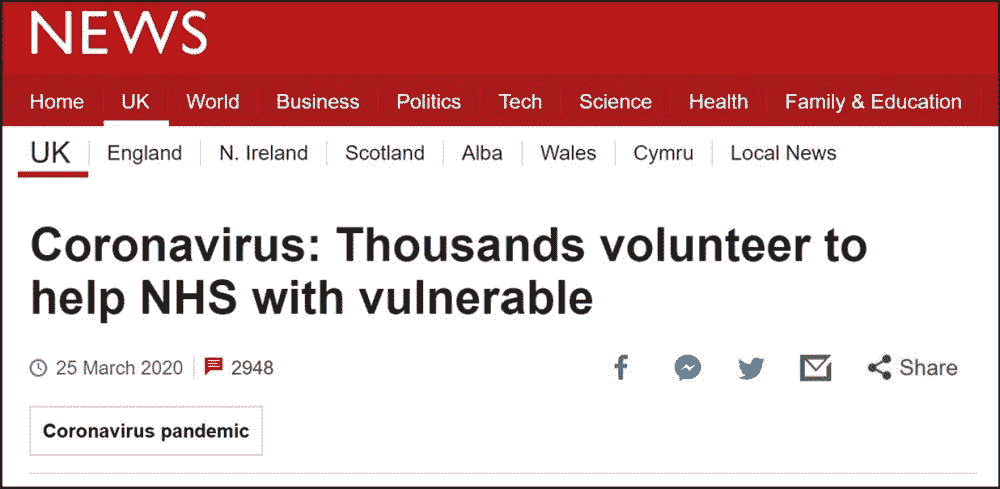 NEWS
Home UK World Business Politics Tech Science Health Family & Education
UK England N. Ireland Scotland Alba Wales Cymru Local News
Coronavirus: Thousands volunteer to
help NHS with vulnerable
25 March 2020 2948 Share
Coronavirus pandemic